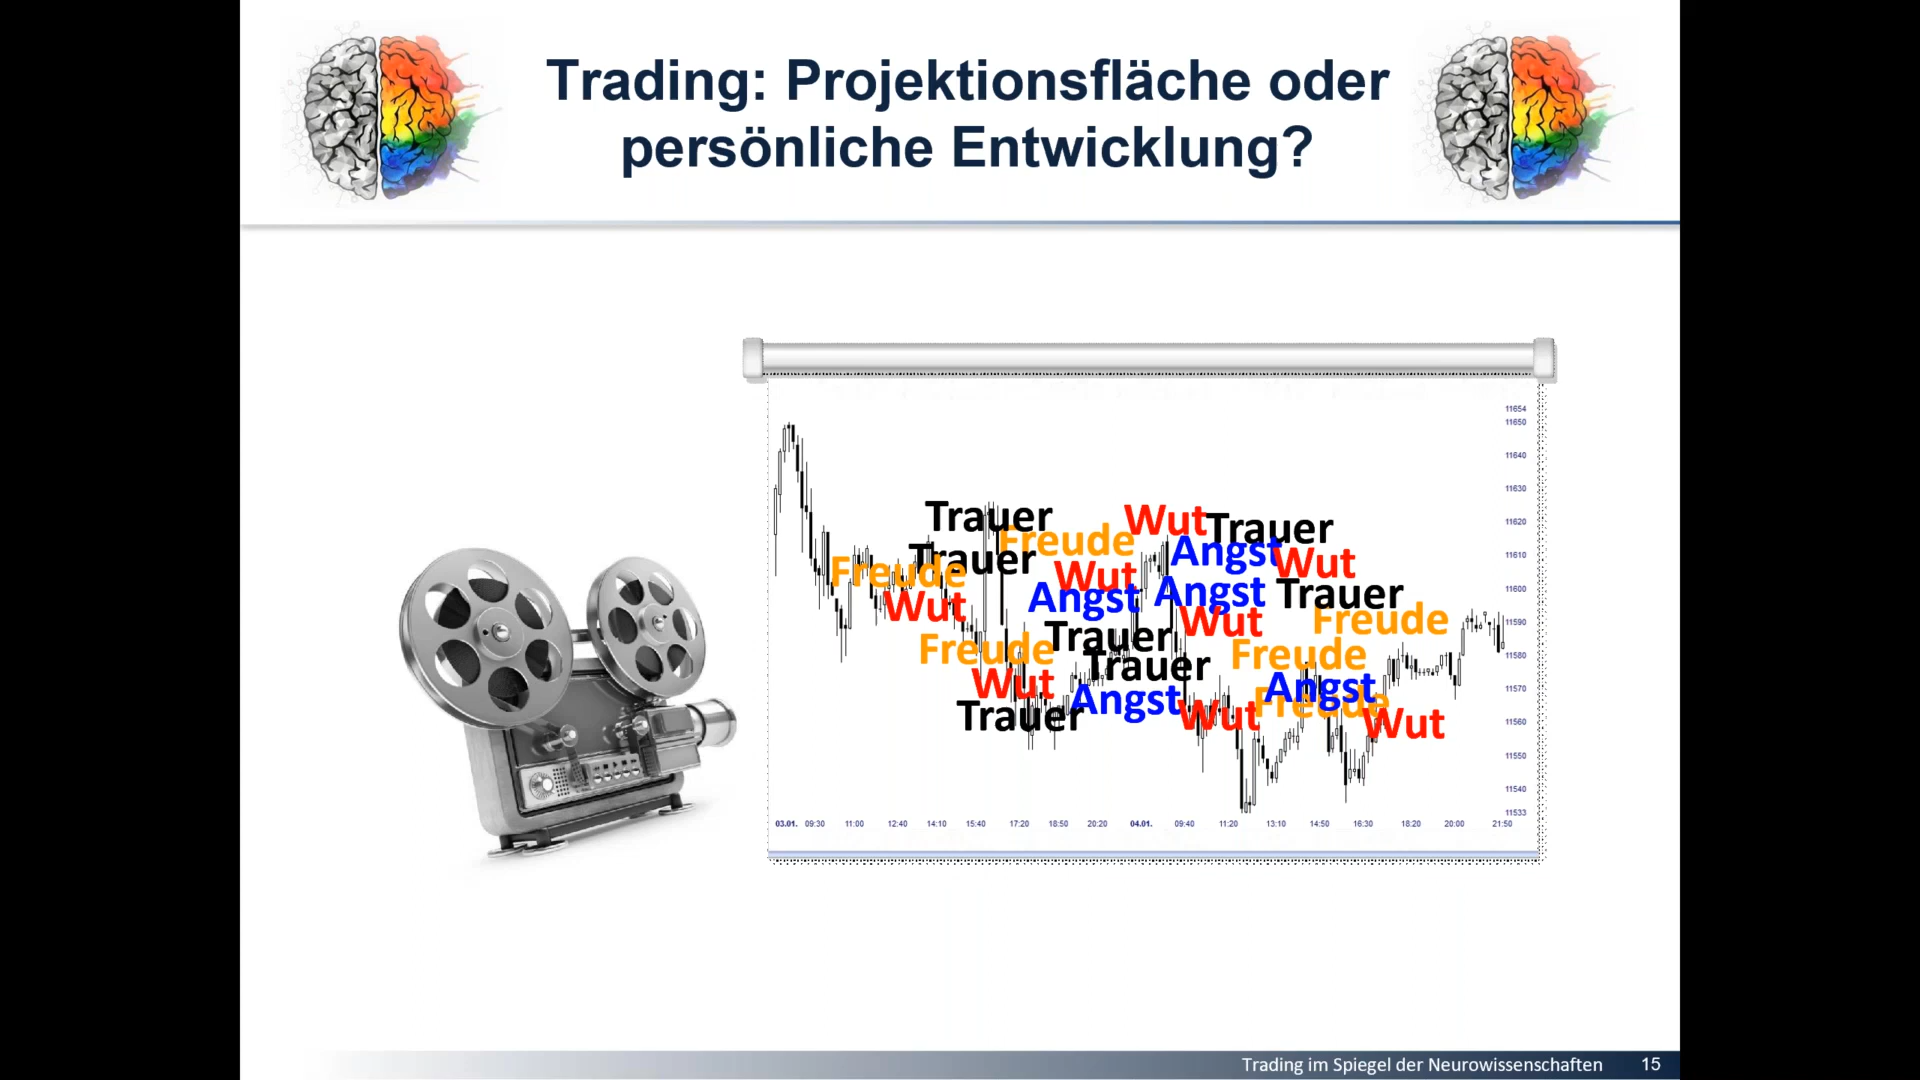 Trading: Projektionsfläche oder
persönliche Entwicklung?
11654
11650
11640
11630
11620
11610
11600
11590
11580
11570
11560
11550
11540
11533
Trauer
Wut
Trauer
Freude
Angst
Trauer
Wut
Freude
Wut
Angst
Trauer
Angst
Wut
Freude
Wut
Trauer
Freude
Freude
Trauer
Wut
Angst
Angst
Freude
Trauer
Wut
Wut
03.01. 09:30 11:00 12:40 14:10 15:40 17:20 18:50 20:20 04.01. 09:40 11:20 13:10 14:50 16:30 18:20 20:00 21:50
Trading im Spiegel der Neurowissenschaften 15